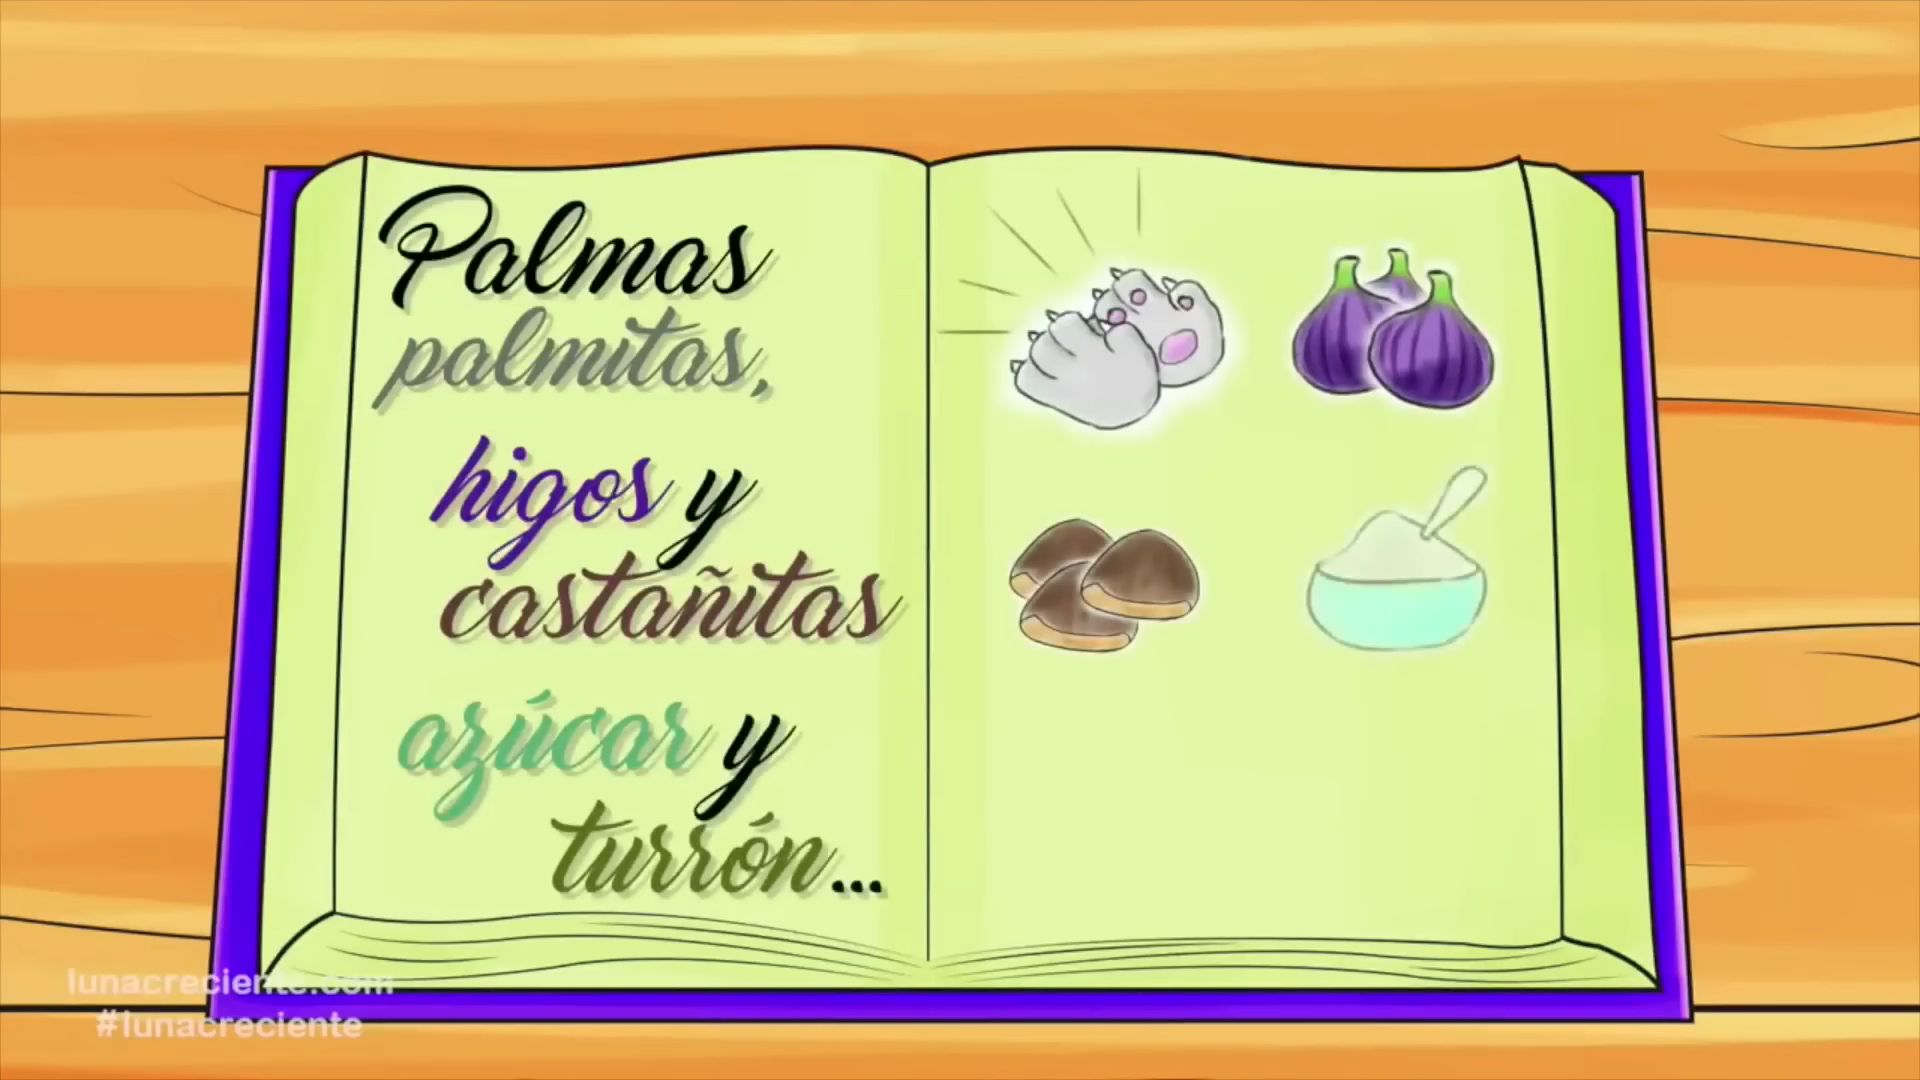 Palmas
palmitas,
higos y
castañitas
azúcar y
turrón...
lunacreciente.com
#lunacreciente